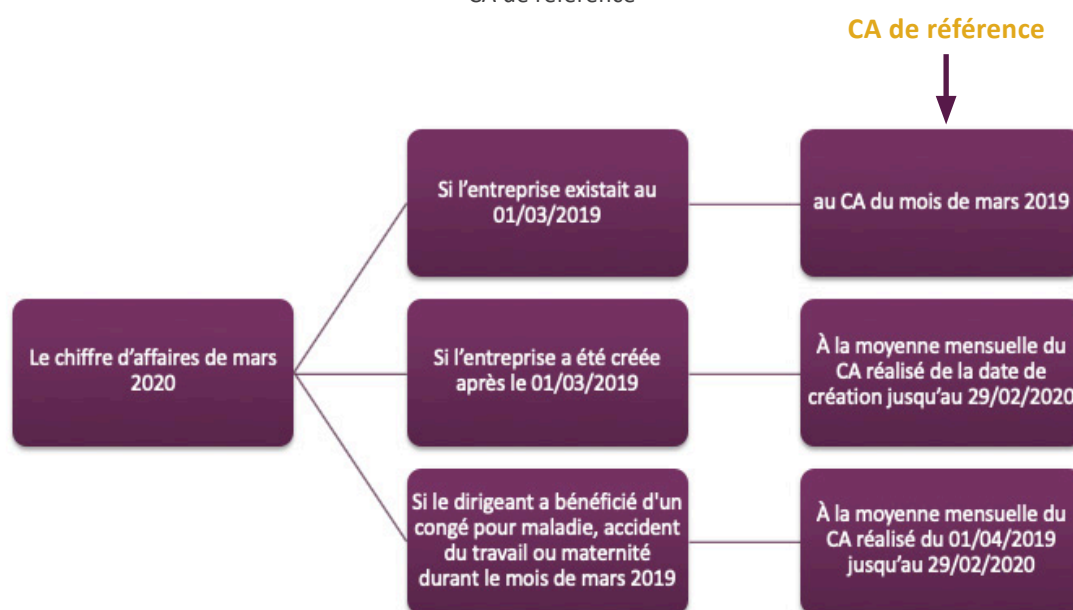 CA de référence
CA de référence
Si l'entreprise existait au
01/03/2019
au CA du mois de mars 2019
Le chiffre d'affaires de mars
2020
Si l'entreprise a été créée
après le 01/03/2019
À la moyenne mensuelle du
CA réalisé de la date de
création jusqu'au 29/02/2020
Si le dirigeant a bénéficié d'un
congé pour maladie, accident
du travail ou maternité
durant le mois de mars 2019
À la moyenne mensuelle du
CA réalisé du 01/04/2019
jusqu'au 29/02/2020